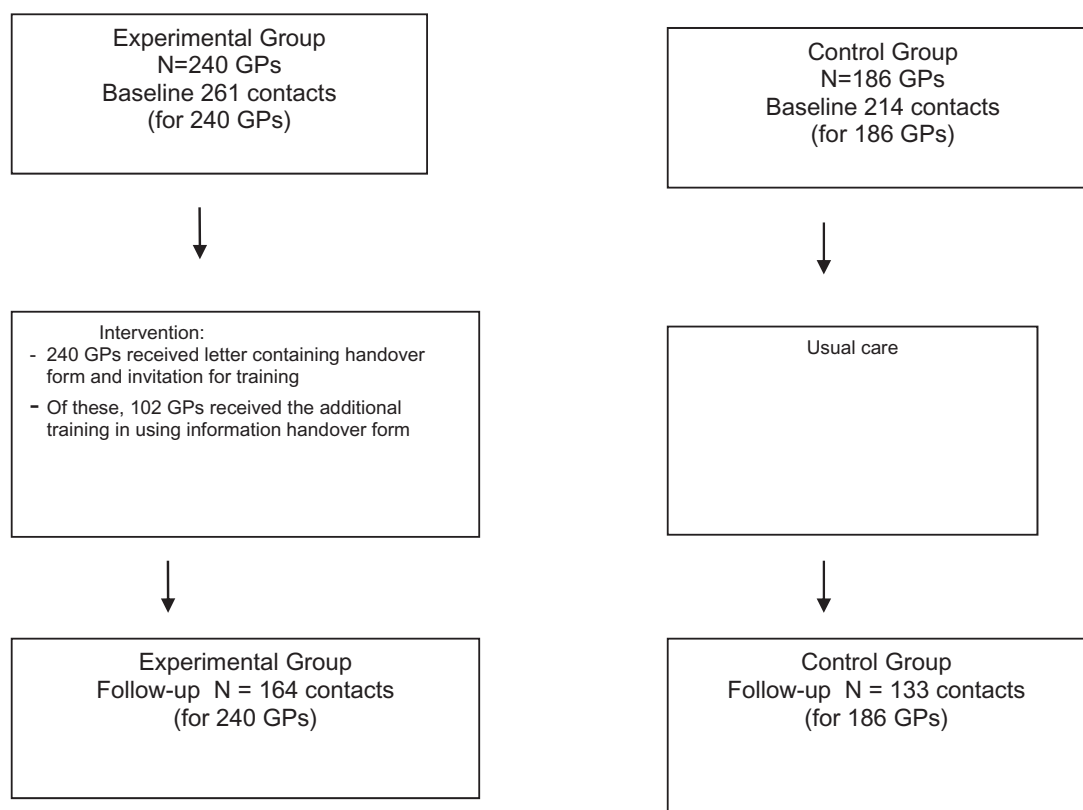 Experimental Group
N=240 GPs
Baseline 261 contacts
(for 240 GPs)
Control Group
N=186 GPs
Baseline 214 contacts
(for 186 GPs)
Intervention:
- 240 GPs received letter containing handover
form and invitation for training
- Of these, 102 GPs received the additional
training in using information handover form
Usual care
Experimental Group
Follow-up N = 164 contacts
(for 240 GPs)
Control Group
Follow-up N = 133 contacts
(for 186 GPs)